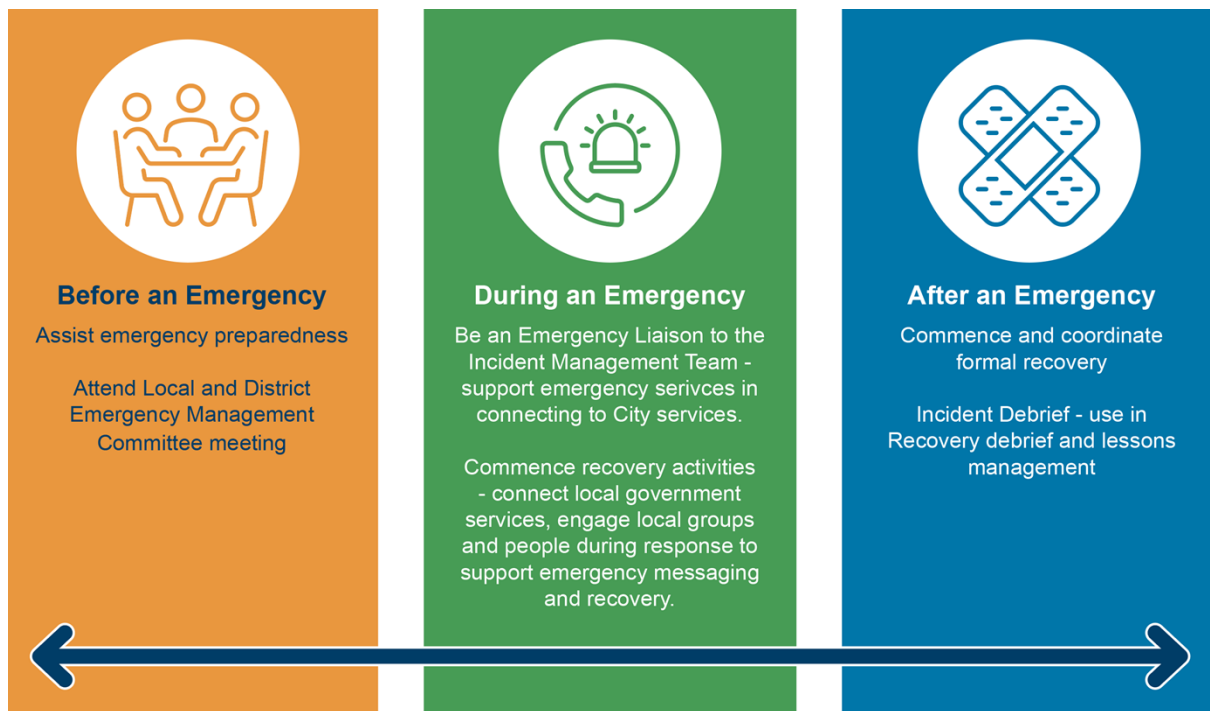 Before an Emergency
Assist emergency preparedness
Attend Local and District
Emergency Management
Committee meeting
During an Emergency
Be an Emergency Liaison to the
Incident Management Team -
support emergency serivces in
connecting to City services.
Commence recovery activities
- connect local government
services, engage local groups
and people during response to
support emergency messaging
and recovery.
After an Emergency
Commence and coordinate
formal recovery
Incident Debrief - use in
Recovery debrief and lessons
management